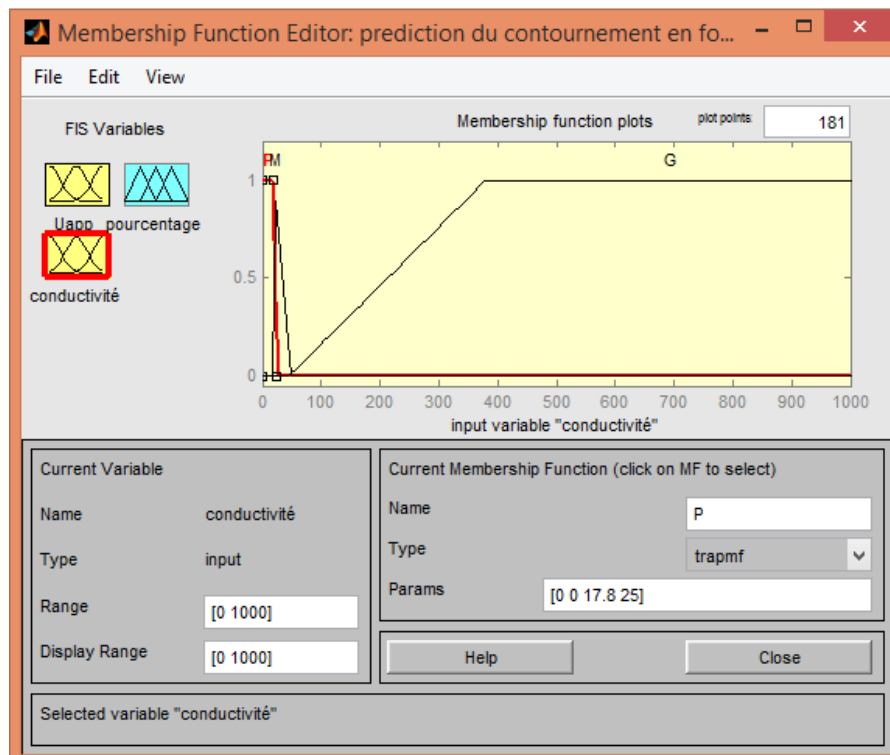 Membership Function Editor: prediction du contournement en fo...
File Edit View
FIS Variables
Membership function plots
plot points:
181
Uapp
pourcentage
conductivité
P
M
G
1
0.5
0
0 100 200 300 400 500 600 700 800 900 1000
input variable "conductivité"
Current Variable
Name conductivité
Type input
Range [0 1000]
Display Range [0 1000]
Current Membership Function (click on MF to select)
Name P
Type trapmf
Params [0 0 17.8 25]
Help Close
Selected variable "conductivité"